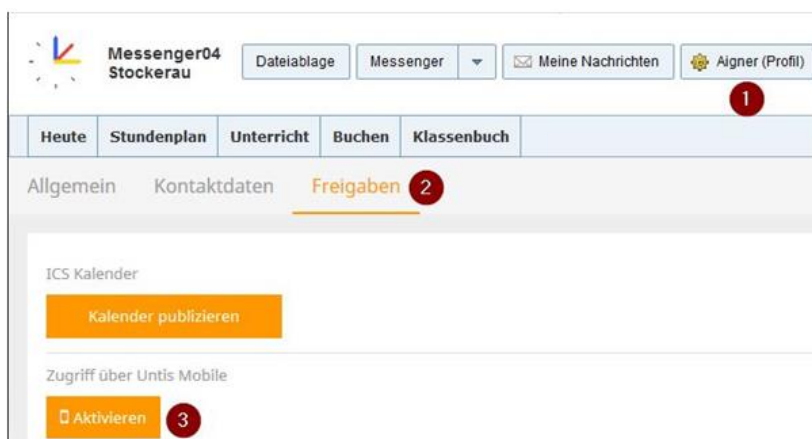 Messenger04
Stockerau
Dateiablage
Messenger
Meine Nachrichten
Aigner (Profil)
1
Heute Stundenplan Unterricht Buchen Klassenbuch
Allgemein Kontaktdaten Freigaben 2
ICS Kalender
Kalender publizieren
Zugriff über Untis Mobile
Aktivieren 3